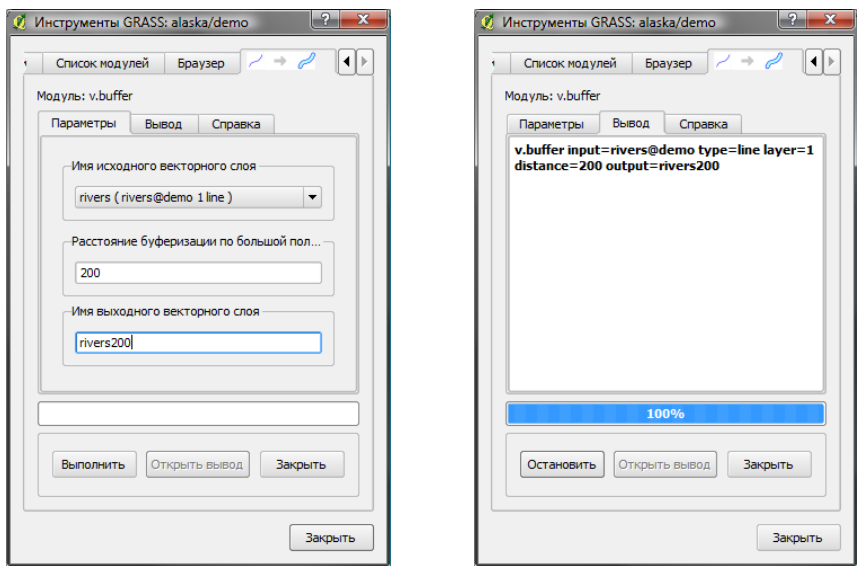 Инструменты GRASS: alaska/demo
Список модулей Браузер
Модуль: v.buffer
Параметры Вывод Справка
Имя исходного векторного слоя
rivers ( rivers@demo 1 line )
Расстояние буферизации по большой пол...
200
Имя выходного векторного слоя
rivers200
Выполнить Открыть вывод Закрыть
Закрыть
Инструменты GRASS: alaska/demo
Список модулей Браузер
Модуль: v.buffer
Параметры Вывод Справка
v.buffer input=rivers@demo type=line layer=1
distance=200 output=rivers200
100%
Остановить Открыть вывод Закрыть
Закрыть